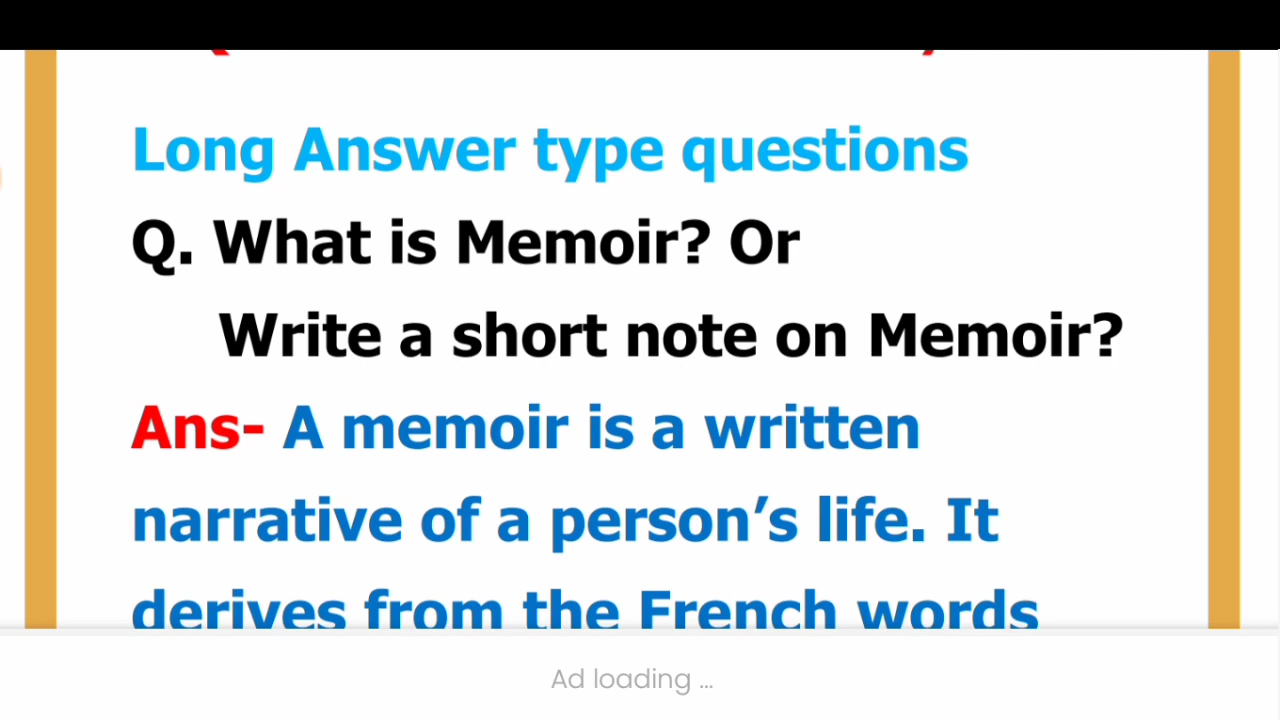 Long Answer type questions
Q. What is Memoir? Or
Write a short note on Memoir?
Ans- A memoir is a written
narrative of a person’s life. It
derives from the French words
Ad loading ...